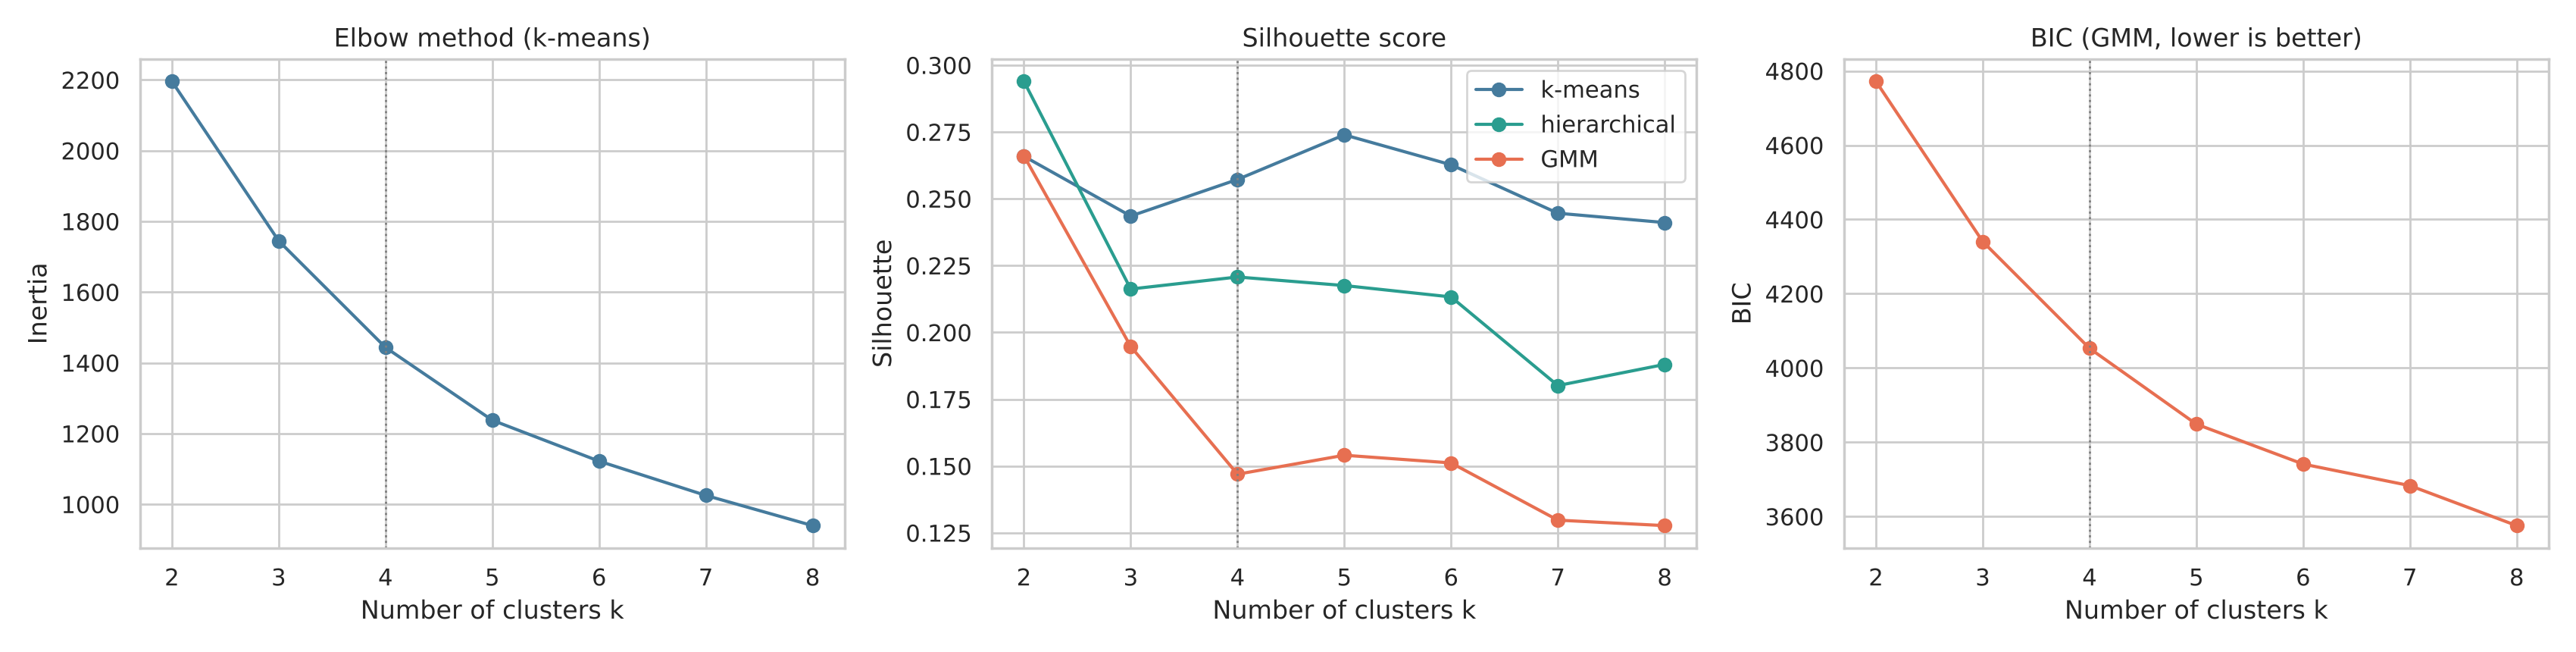 Elbow method (k-means)
2200
2000
1800
1600
1400
1200
1000
Inertia
2 3 4 5 6 7 8
Number of clusters k
Silhouette score
0.300
0.275
0.250
0.225
0.200
0.175
0.150
0.125
Silhouette
k-means
hierarchical
GMM
2 3 4 5 6 7 8
Number of clusters k
BIC (GMM, lower is better)
4800
4600
4400
4200
4000
3800
3600
BIC
2 3 4 5 6 7 8
Number of clusters k